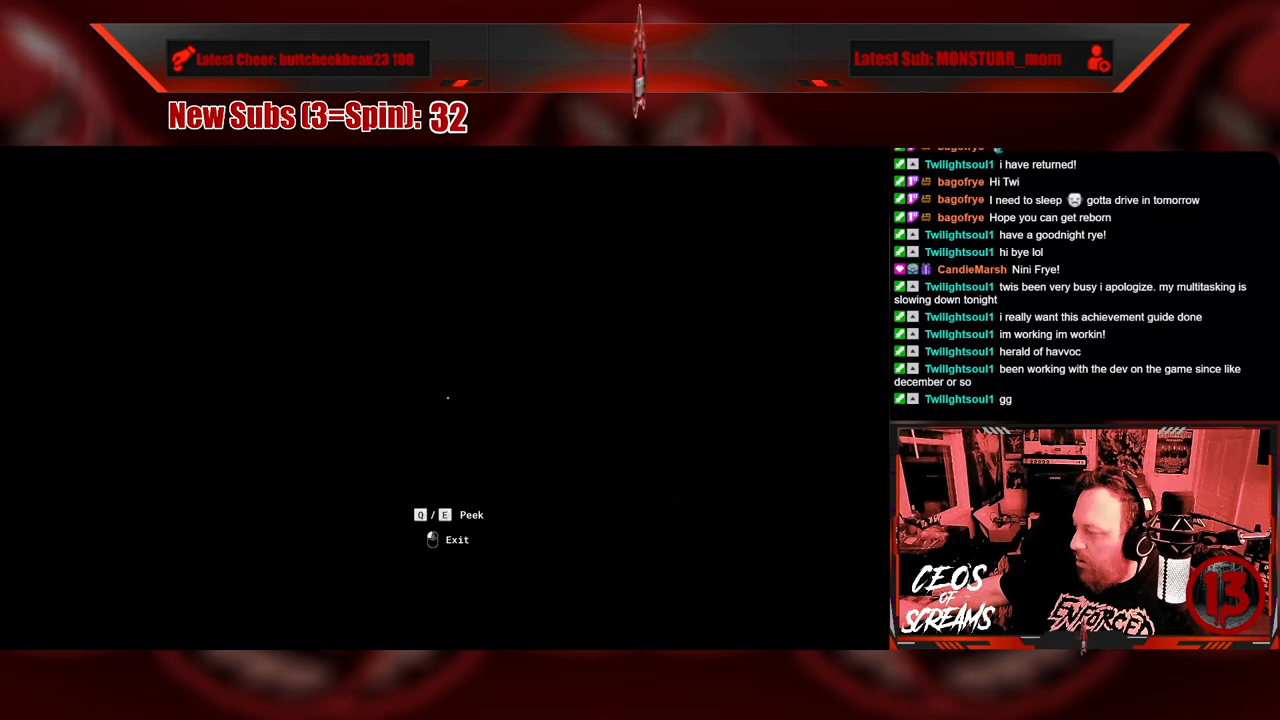 Latest Cheer: buttcheekbeau23 100
Latest Sub: MONSTURR_mom
New Subs (3=Spin): 32
bagofrye
Twilightsoul1 i have returned!
bagofrye Hi Twi
bagofrye I need to sleep gotta drive in tomorrow
bagofrye Hope you can get reborn
Twilightsoul1 have a goodnight rye!
Twilightsoul1 hi bye lol
CandieMarsh Nini Frye!
Twilightsoul1 twis been very busy i apologize. my multitasking is
slowing down tonight
Twilightsoul1 i really want this achievement guide done
Twilightsoul1 im working im workin!
Twilightsoul1 herald of havvoc
Twilightsoul1 been working with the dev on the game since like
december or so
Twilightsoul1 gg
Q / E Peek
Exit
CEOS
OF
SCREAMS
ENFORCED
13